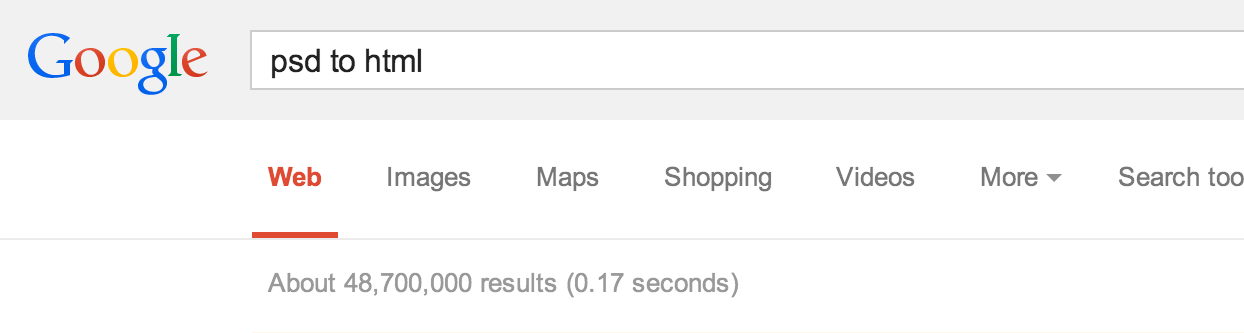 Google psd to html
Web Images Maps Shopping Videos More Search too
About 48,700,000 results (0.17 seconds)